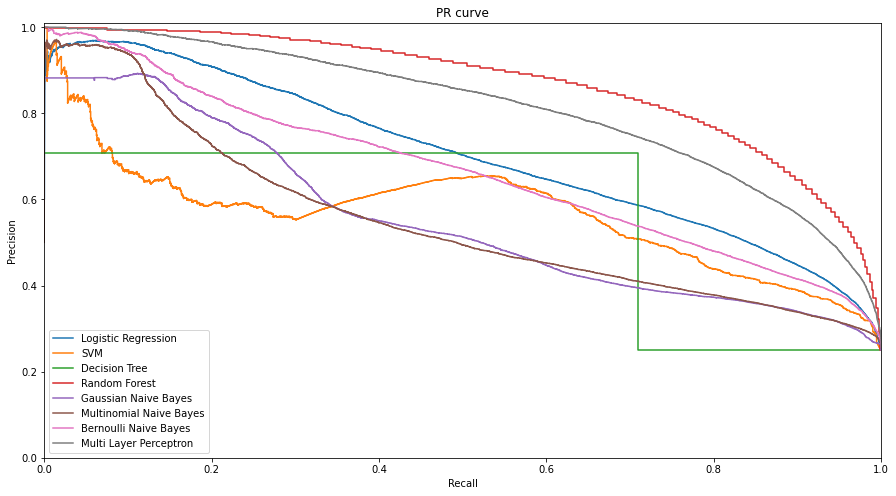 PR curve
1.0
0.8
0.6
0.4
0.2
0.0
Precision
Logistic Regression
SVM
Decision Tree
Random Forest
Gaussian Naive Bayes
Multinomial Naive Bayes
Bernoulli Naive Bayes
Multi Layer Perceptron
0.0 0.2 0.4 0.6 0.8 1.0
Recall